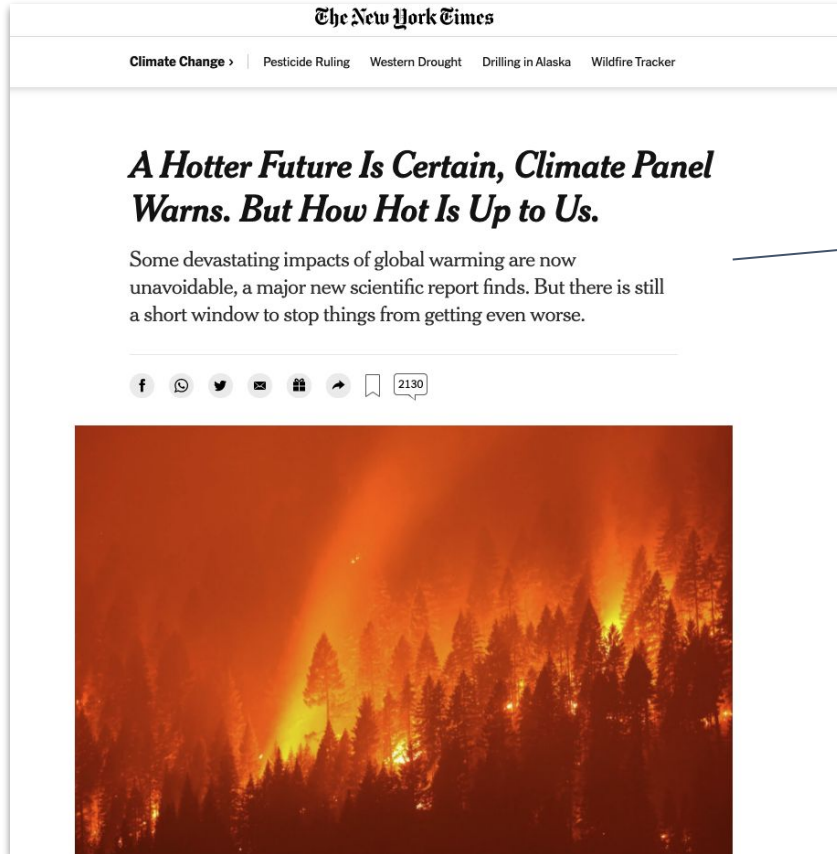 The New York Times
Climate Change › Pesticide Ruling Western Drought Drilling in Alaska Wildfire Tracker
A Hotter Future Is Certain, Climate Panel
Warns. But How Hot Is Up to Us.
Some devastating impacts of global warming are now
unavoidable, a major new scientific report finds. But there is still
a short window to stop things from getting even worse.
2130